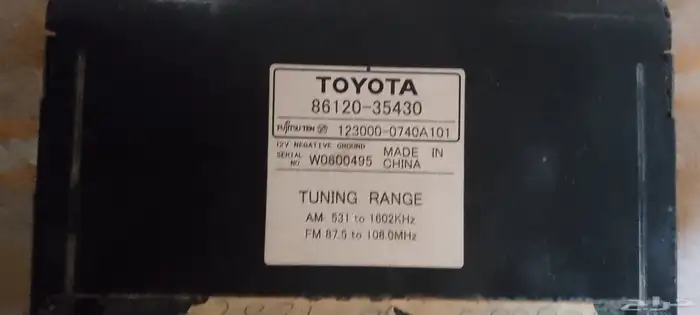 TOYOTA
86120-35430
FUJITSU TEN 123000-0740A101
12V NEGATIVE GROUND
SERIAL NO W0800495 MADE IN CHINA
TUNING RANGE
AM 531 to 1602KHz
FM 87.5 to 108.0MHz
حراج